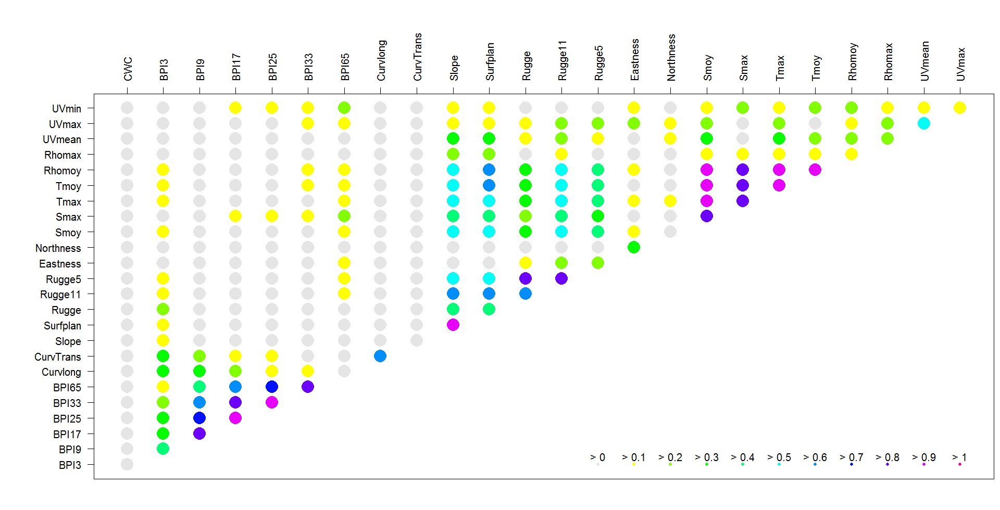 CWC
BPI3
BPI9
BPI17
BPI25
BPI33
BPI65
Curvlong
CurvTrans
Slope
Surfplan
Rugge
Rugge11
Rugge5
Eastness
Northness
Smoy
Smax
Tmax
Tmoy
Rhomoy
Rhomax
UVmean
UVmax
UVmin
UVmax
UVmean
Rhomax
Rhomoy
Tmoy
Tmax
Smax
Smoy
Northness
Eastness
Rugge5
Rugge11
Rugge
Surfplan
Slope
CurvTrans
Curvlong
BPI65
BPI33
BPI25
BPI17
BPI9
BPI3
> 0 > 0.1 > 0.2 > 0.3 > 0.4 > 0.5 > 0.6 > 0.7 > 0.8 > 0.9 > 1